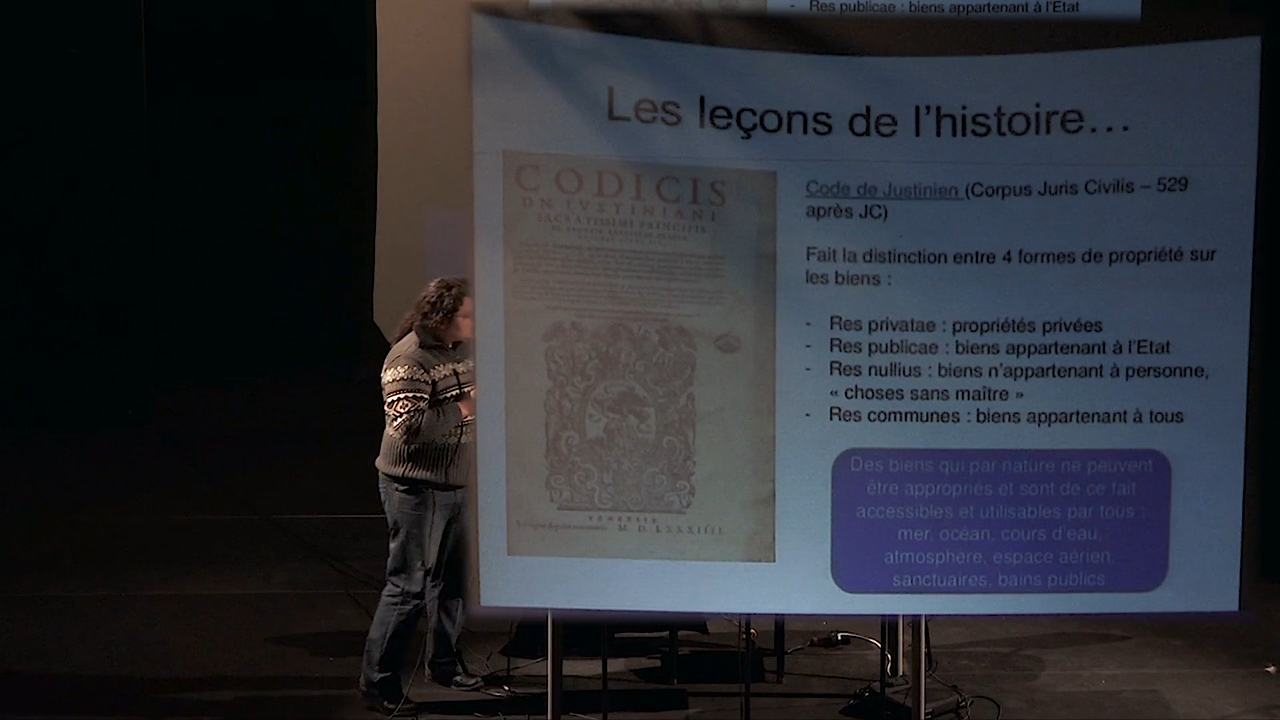 - Res publicae : biens appartenant à l'Etat
Les leçons de l'histoire…
CODICIS
DN IVSTINIANI
SACRATISSIMI PRINCIPIS
M. D. LXXXIIII.
Code de Justinien (Corpus Juris Civilis – 529
après JC)
Fait la distinction entre 4 formes de propriété sur
les biens :
- Res privatae : propriétés privées
- Res publicae : biens appartenant à l'Etat
- Res nullius : biens n'appartenant à personne,
« choses sans maître »
- Res communes : biens appartenant à tous
Des biens qui par nature ne peuvent
être appropriés et sont de ce fait
accessibles et utilisables par tous :
mer, océan, cours d'eau,
atmosphère, espace aérien,
sanctuaires, bains publics